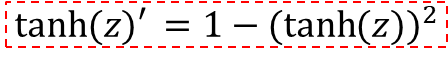 tanh(z)′ = 1 − (tanh(z))²